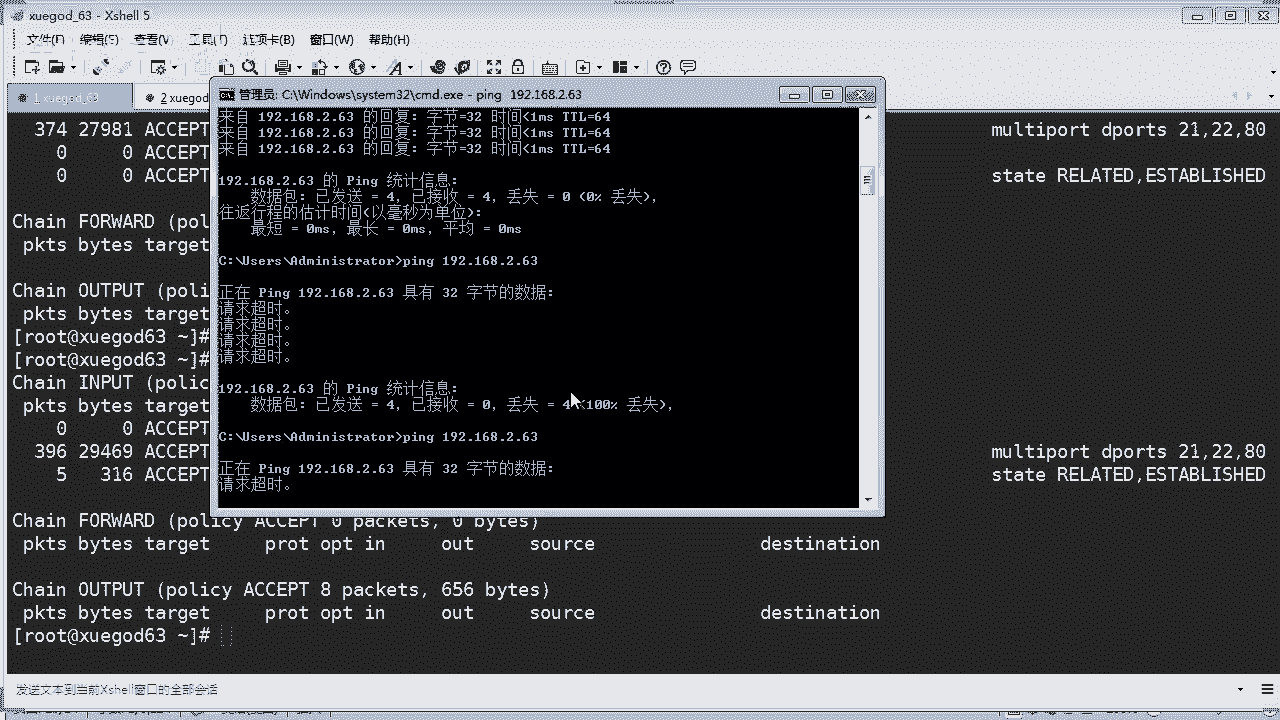 xuegod_63 - Xshell 5
文件(F) 编辑(E) 查看(V) 工具(T) 选项卡(B) 窗口(W) 帮助(H)
1 xuegod_63
2 xuegod
管理员: C:\Windows\system32\cmd.exe - ping 192.168.2.63
来自 192.168.2.63 的回复: 字节=32 时间<1ms TTL=64
来自 192.168.2.63 的回复: 字节=32 时间<1ms TTL=64
来自 192.168.2.63 的回复: 字节=32 时间<1ms TTL=64
192.168.2.63 的 Ping 统计信息:
数据包: 已发送 = 4, 已接收 = 4, 丢失 = 0 (0% 丢失),
往返行程的估计时间(以毫秒为单位):
最短 = 0ms, 最长 = 0ms, 平均 = 0ms
C:\Users\Administrator>ping 192.168.2.63
正在 Ping 192.168.2.63 具有 32 字节的数据:
请求超时。
请求超时。
请求超时。
请求超时。
192.168.2.63 的 Ping 统计信息:
数据包: 已发送 = 4, 已接收 = 0, 丢失 = 4 <100% 丢失),
C:\Users\Administrator>ping 192.168.2.63
正在 Ping 192.168.2.63 具有 32 字节的数据:
请求超时。
374 27981 ACCEPT multiport dports 21,22,80
0 0 ACCEPT
0 0 ACCEPT state RELATED,ESTABLISHED
Chain FORWARD (pol
pkts bytes target
Chain OUTPUT (poli
pkts bytes target
[root@xuegod63 ~]#
[root@xuegod63 ~]#
Chain INPUT (polic
pkts bytes target
0 0 ACCEPT
396 29469 ACCEPT multiport dports 21,22,80
5 316 ACCEPT state RELATED,ESTABLISHED
Chain FORWARD (policy ACCEPT 0 packets, 0 bytes)
pkts bytes target prot opt in out source destination
Chain OUTPUT (policy ACCEPT 8 packets, 656 bytes)
pkts bytes target prot opt in out source destination
[root@xuegod63 ~]#
发送文本到当前Xshell窗口的全部会话